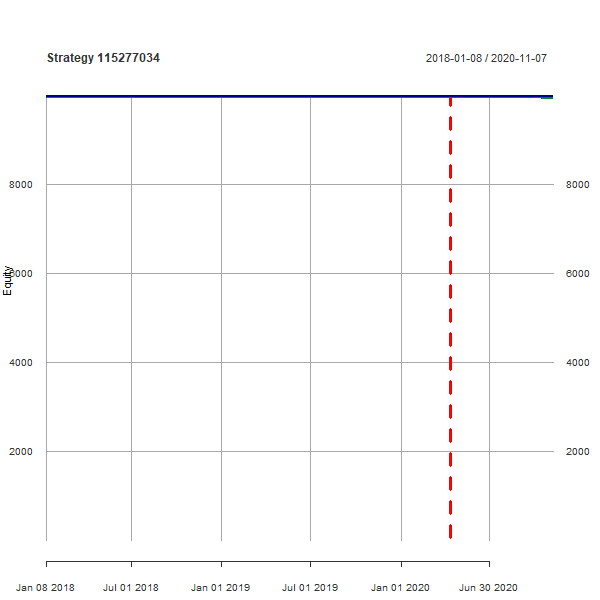 Strategy 115277034
2018-01-08 / 2020-11-07
8000
8000
Equity
6000
6000
4000
4000
2000
2000
Jan 08 2018
Jul 01 2018
Jan 01 2019
Jul 01 2019
Jan 01 2020
Jun 30 2020